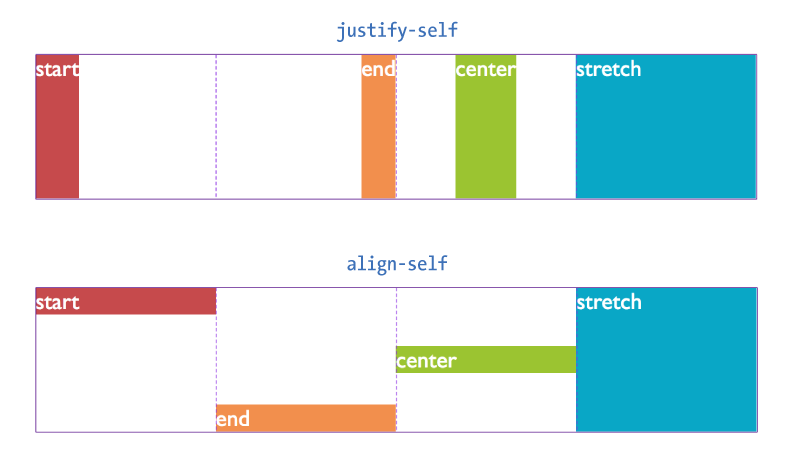 justify-self
start end center stretch
align-self
start stretch
center
end